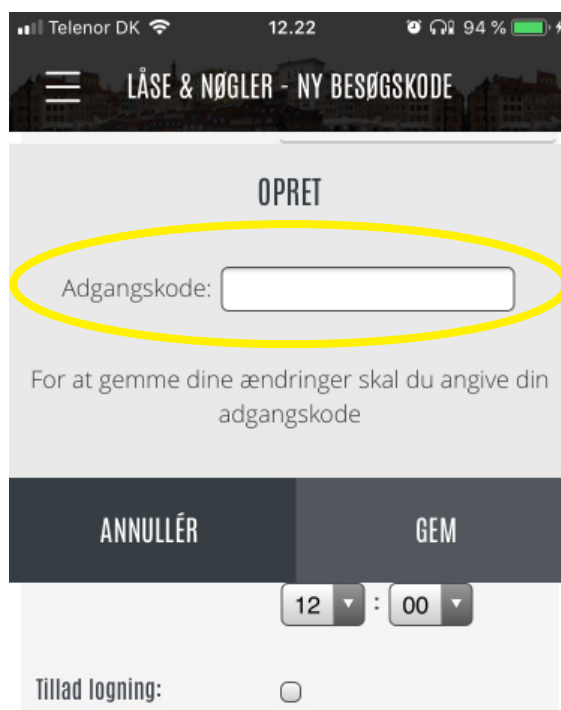 Telenor DK 12.22 94 %
LÅSE & NØGLER - NY BESØGSKODE
OPRET
Adgangskode:
For at gemme dine ændringer skal du angive din
adgangskode
ANNULLÉR GEM
12 : 00
Tillad logning: